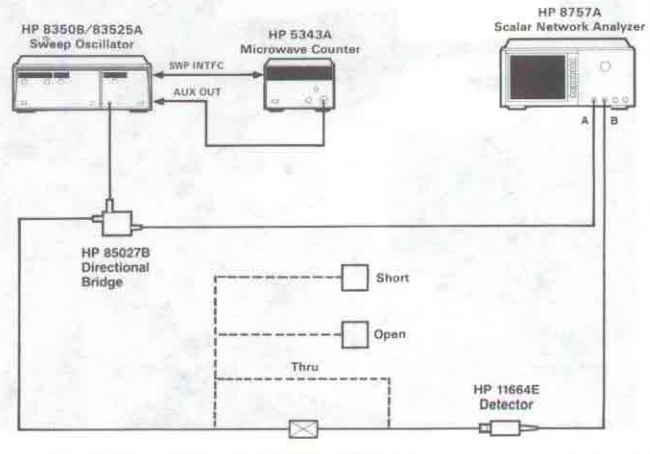 HP 8350B/83525A
Sweep Oscillator
HP 5343A
Microwave Counter
HP 8757A
Scalar Network Analyzer
SWP INTFC
AUX OUT
A
B
HP 85027B
Directional
Bridge
Short
Open
Thru
HP 11664E
Detector